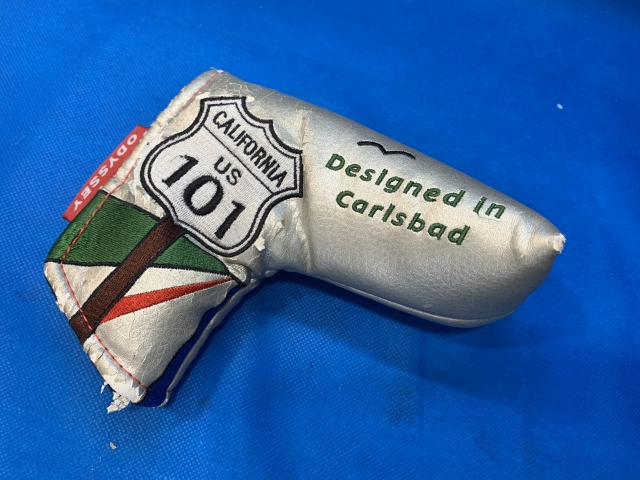 ODYSSEY
CALIFORNIA
US
101
Designed in
Carlsbad